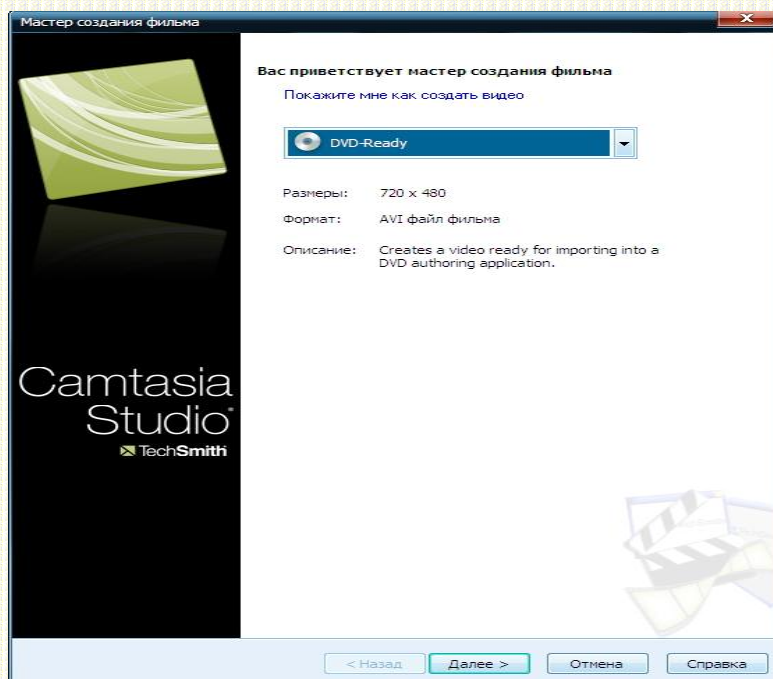 Мастер создания фильма
Вас приветствует мастер создания фильма
Покажите мне как создать видео
DVD-Ready
Размеры: 720 x 480
Формат: AVI файл фильма
Описание: Creates a video ready for importing into a
DVD authoring application.
Camtasia
Studio®
TechSmith
< Назад Далее > Отмена Справка